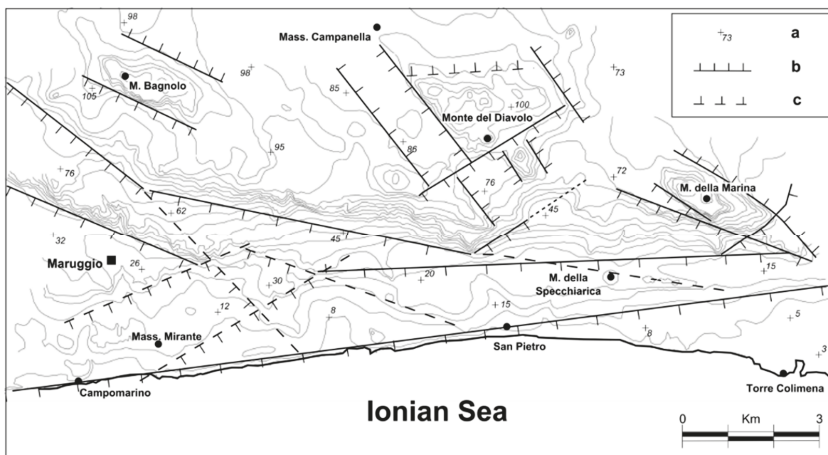 98
Mass. Campanella
73
a
98
73
b
M. Bagnolo
105
85
c
100
Monte del Diavolo
86
95
76
72
76
M. della Marina
62
45
32
45
Maruggio
26
20
15
30
M. della
Specchiarica
12
8
15
5
Mass. Mirante
8
San Pietro
3
Campomarino
Torre Colimena
Ionian Sea
0 Km 3